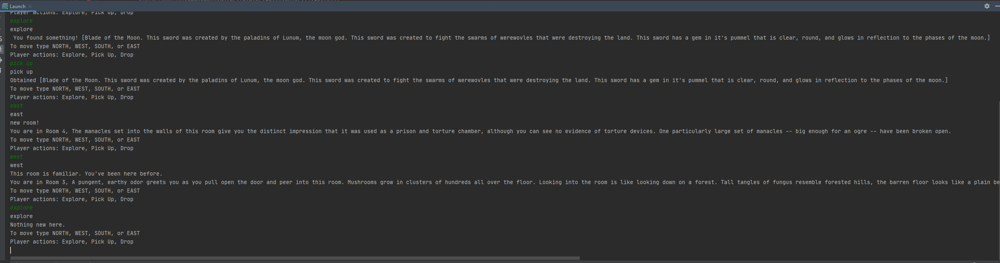 Launch
Player actions: Explore, Pick Up, Drop
explore
explore
You found something! [Blade of the Moon. This sword was created by the paladins of Lunum, the moon god. This sword was created to fight the swarms of werewovles that were destroying the land. This sword has a gem in it's pummel that is clear, round, and glows in reflection to the phases of the moon.]
To move type NORTH, WEST, SOUTH, or EAST
Player actions: Explore, Pick Up, Drop
pick up
pick up
Obtained [Blade of the Moon. This sword was created by the paladins of Lunum, the moon god. This sword was created to fight the swarms of werewovles that were destroying the land. This sword has a gem in it's pummel that is clear, round, and glows in reflection to the phases of the moon.]
To move type NORTH, WEST, SOUTH, or EAST
Player actions: Explore, Pick Up, Drop
east
east
new room!
You are in Room 4, The manacles set into the walls of this room give you the distinct impression that it was used as a prison and torture chamber, although you can see no evidence of torture devices. One particularly large set of manacles -- big enough for an ogre -- have been broken open.
To move type NORTH, WEST, SOUTH, or EAST
Player actions: Explore, Pick Up, Drop
west
west
This room is familiar. You've been here before.
You are in Room 3, A pungent, earthy odor greets you as you pull open the door and peer into this room. Mushrooms grow in clusters of hundreds all over the floor. Looking into the room is like looking down on a forest. Tall tangles of fungus resemble forested hills, the barren floor looks like a plain be
To move type NORTH, WEST, SOUTH, or EAST
Player actions: Explore, Pick Up, Drop
explore
explore
Nothing new here.
To move type NORTH, WEST, SOUTH, or EAST
Player actions: Explore, Pick Up, Drop